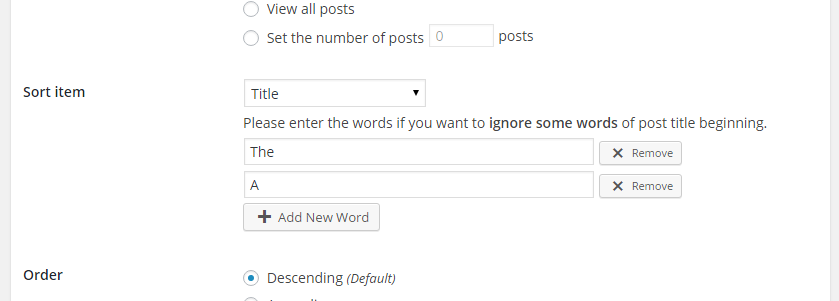 View all posts
Set the number of posts 0 posts
Sort item Title
Please enter the words if you want to ignore some words of post title beginning.
The Remove
A Remove
Add New Word
Order Descending (Default)